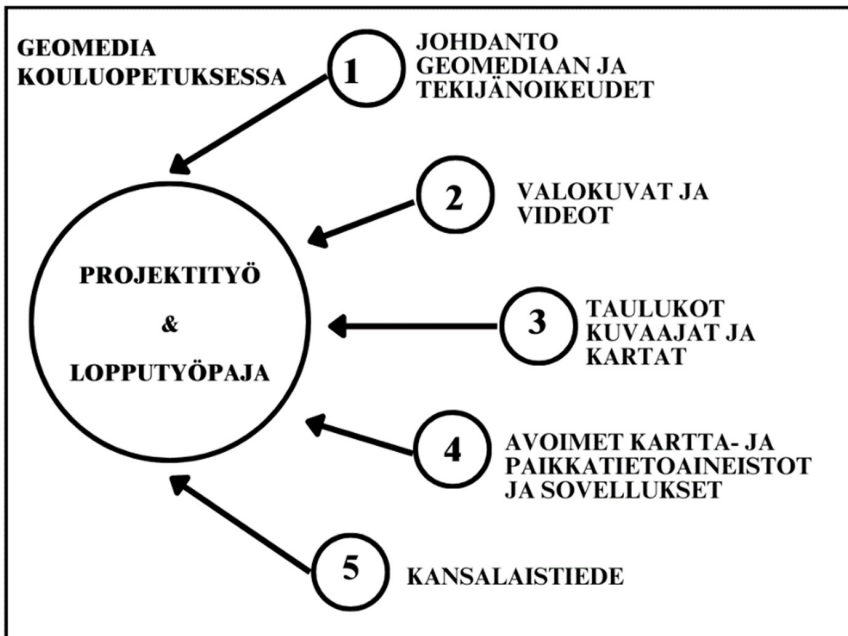 GEOMEDIA
KOULUOPETUKSESSA
1
JOHDANTO
GEOMEDIAAN JA
TEKIJÄNOIKEUDET
2
VALOKUVAT JA
VIDEOT
PROJEKTITYÖ
&
LOPPUTYÖPAJA
3
TAULUKOT
KUVAAJAT JA
KARTAT
4
AVOIMET KARTTA- JA
PAIKKATIETOAINEISTOT
JA SOVELLUKSET
5
KANSALAISTIEDE